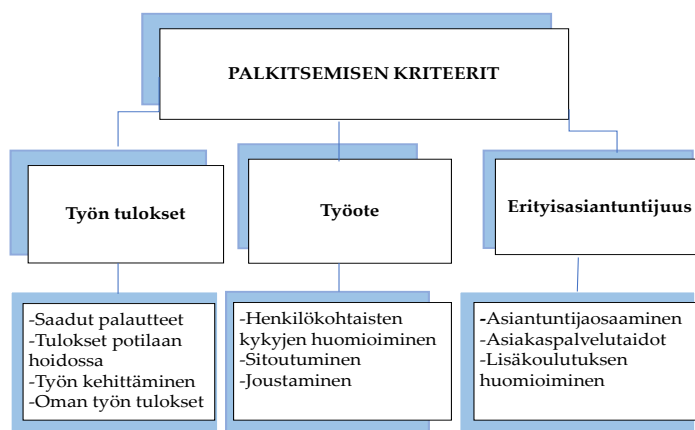 PALKITSEMISEN KRITEERIT
Työn tulokset
Työote
Erityisasiantuntijuus
-Saadut palautteet
-Tulokset potilaan
hoidossa
-Työn kehittäminen
-Oman työn tulokset
-Henkilökohtaisten
kykyjen huomioiminen
-Sitoutuminen
-Joustaminen
-Asiantuntijaosaaminen
-Asiakaspalvelutaidot
-Lisäkoulutuksen
huomioiminen